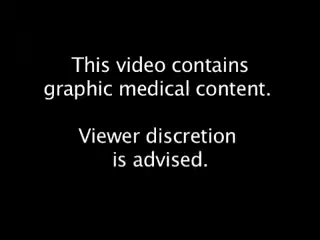 This video contains
graphic medical content.
Viewer discretion
is advised.